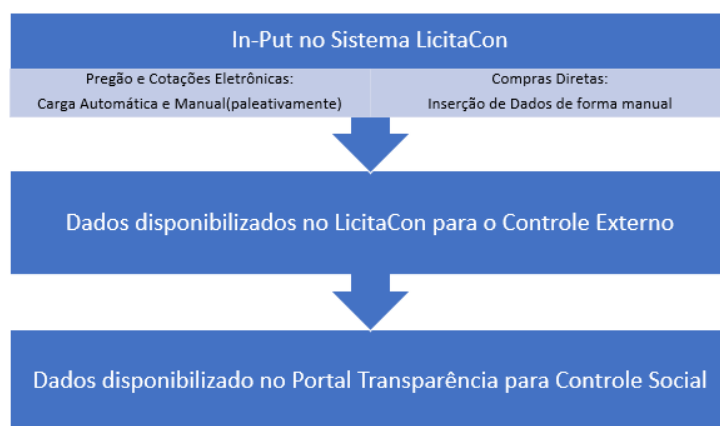 In-Put no Sistema LicitaCon
Pregão e Cotações Eletrônicas:
Carga Automática e Manual(paleativamente)
Compras Diretas:
Inserção de Dados de forma manual
Dados disponibilizados no LicitaCon para o Controle Externo
Dados disponibilizado no Portal Transparência para Controle Social